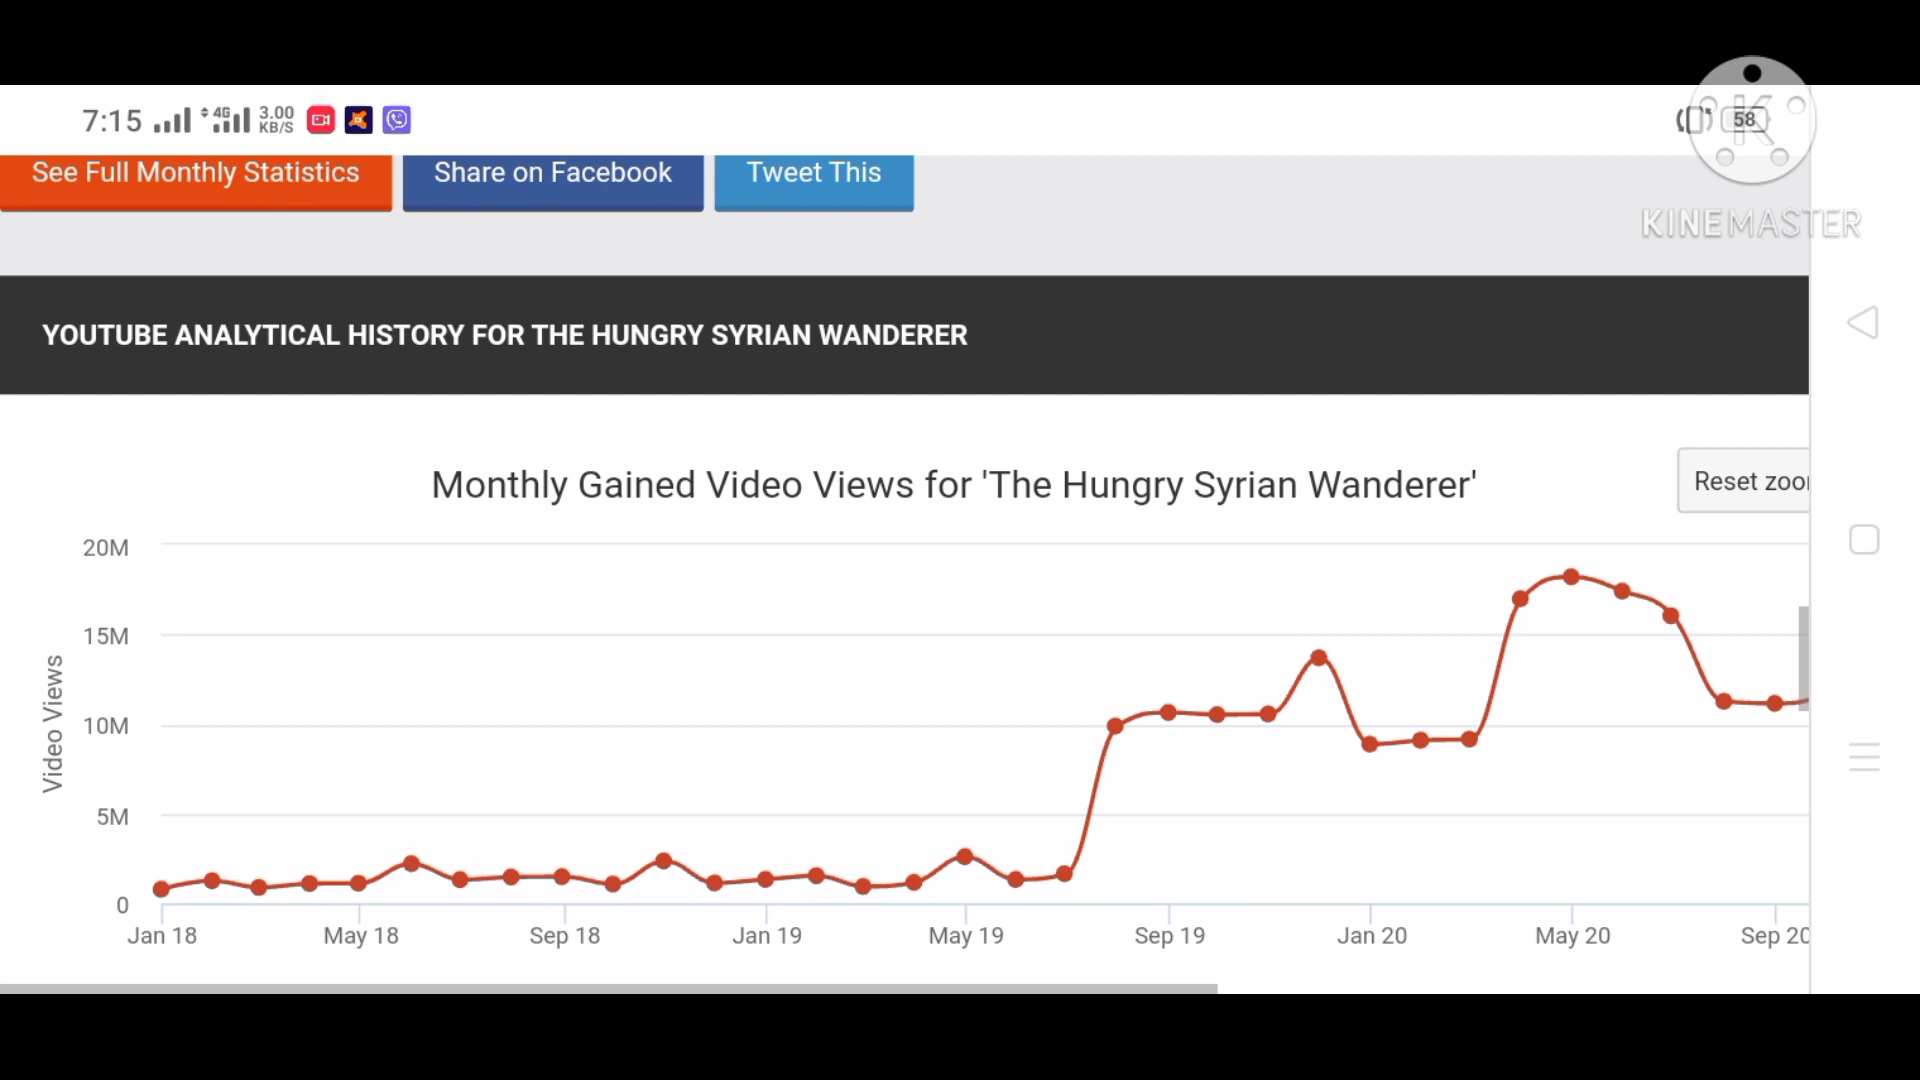 7:15 4G 3.00 KB/S 58
KINEMASTER
See Full Monthly Statistics Share on Facebook Tweet This
YOUTUBE ANALYTICAL HISTORY FOR THE HUNGRY SYRIAN WANDERER
Monthly Gained Video Views for 'The Hungry Syrian Wanderer'
Reset zoo
Video Views
20M
15M
10M
5M
0
Jan 18 May 18 Sep 18 Jan 19 May 19 Sep 19 Jan 20 May 20 Sep 20